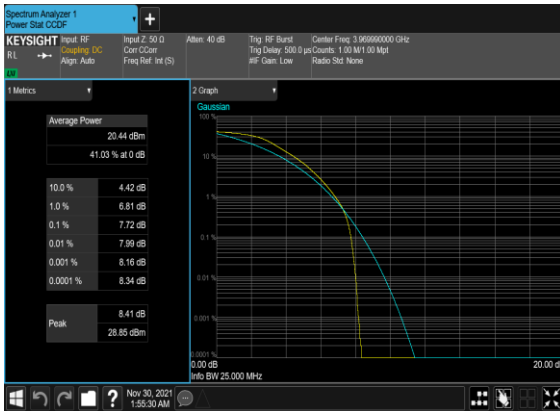 Spectrum Analyzer 1
Power Stat CCDF
KEYSIGHT
RL
LM
Input: RF
Coupling: DC
Align: Auto
Input Z: 50 Ω
Corr CCorr
Freq Ref: Int (S)
Atten: 40 dB
Trig: RF Burst
Trig Delay: 500.0 µs
#IF Gain: Low
Center Freq: 3.969990000 GHz
Counts: 1.00 M/1.00 Mpt
Radio Std: None
1 Metrics
Average Power
20.44 dBm
41.03 % at 0 dB
10.0 % 4.42 dB
1.0 % 6.81 dB
0.1 % 7.72 dB
0.01 % 7.99 dB
0.001 % 8.16 dB
0.0001 % 8.34 dB
Peak
8.41 dB
28.85 dBm
2 Graph
Gaussian
100 %
10 %
1 %
0.1 %
0.01 %
0.001 %
0.0001 %
0.00 dB
20.00 d
Info BW 25.000 MHz
?
Nov 30, 2021
1:55:30 AM